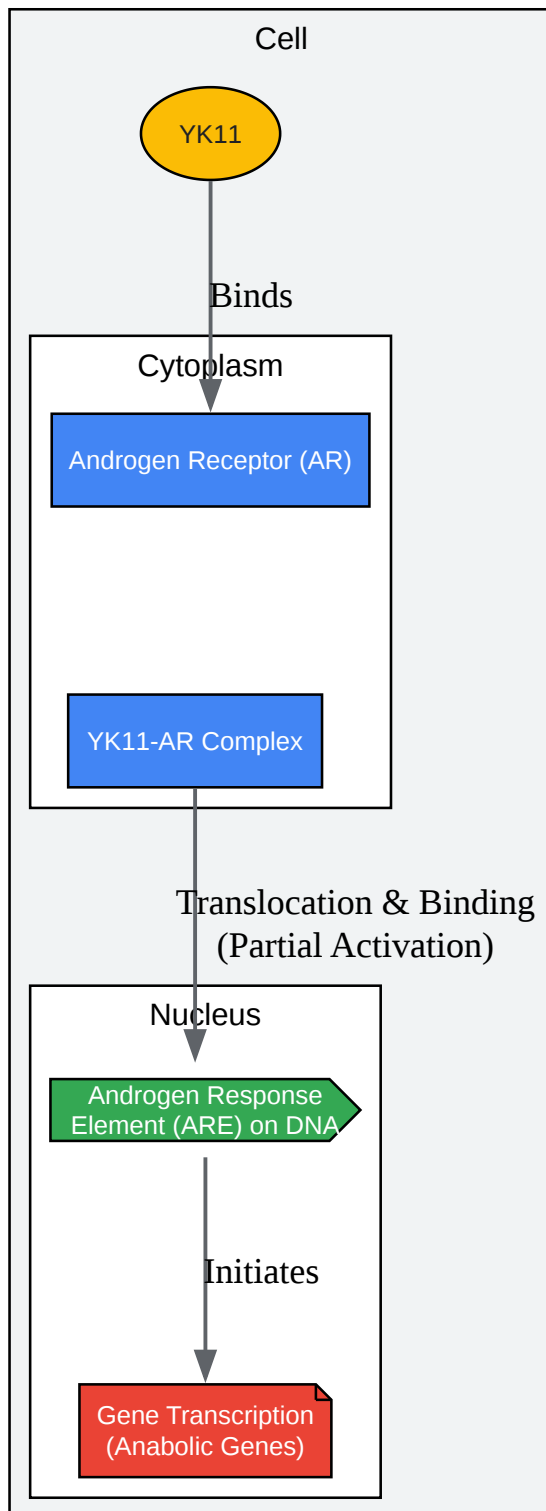 Cell
YK11
Binds
Cytoplasm
Androgen Receptor (AR)
YK11-AR Complex
Translocation & Binding
(Partial Activation)
Nucleus
Androgen Response
Element (ARE) on DNA
Initiates
Gene Transcription
(Anabolic Genes)